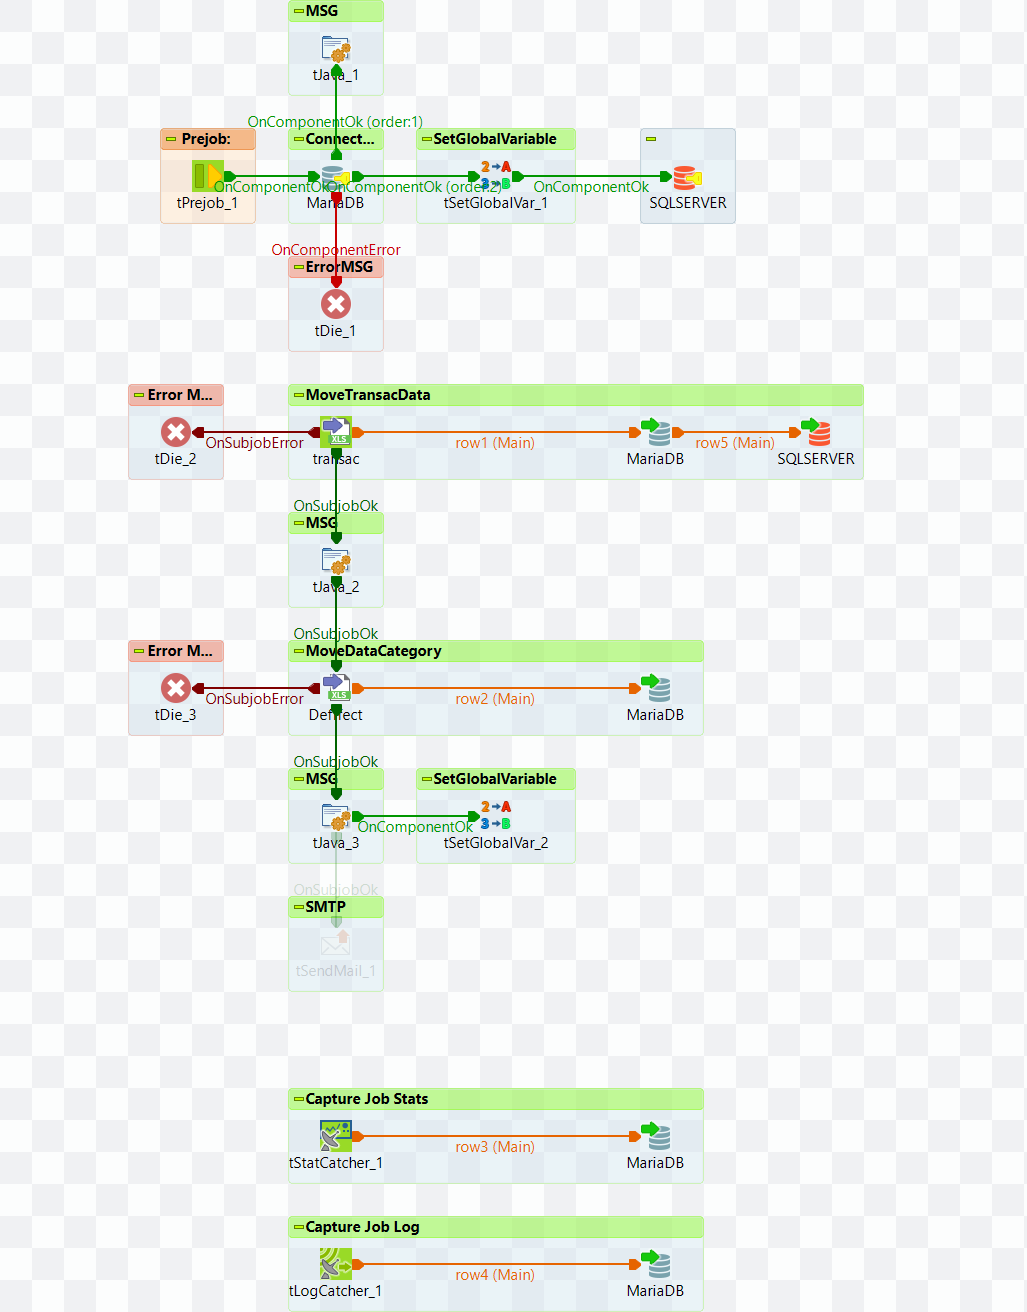 MSG
tJava_1
OnComponentOk (order:1)
Prejob:
Connect...
SetGlobalVariable
OnComponentOk
OnComponentOk (order:2)
OnComponentOk
tPrejob_1
MariaDB
tSetGlobalVar_1
SQLSERVER
OnComponentError
ErrorMSG
tDie_1
Error M...
MoveTransacData
OnSubjobError
row1 (Main)
row5 (Main)
tDie_2
transac
MariaDB
SQLSERVER
OnSubjobOk
MSG
tJava_2
OnSubjobOk
Error M...
MoveDataCategory
OnSubjobError
row2 (Main)
tDie_3
MariaDB
OnSubjobOk
MSG
SetGlobalVariable
OnComponentOk
tJava_3
tSetGlobalVar_2
OnSubjobOk
SMTP
tSendMail_1
Capture Job Stats
row3 (Main)
tStatCatcher_1
MariaDB
Capture Job Log
row4 (Main)
tLogCatcher_1
MariaDB